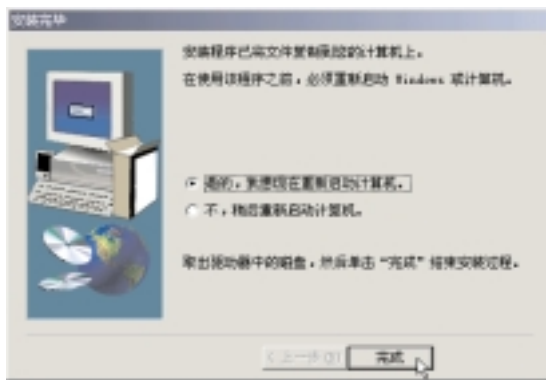 安装完毕
安装程序已将文件复制到您的计算机上。
在使用该程序之前，必须重新启动 Windows 或计算机。
是的，我想现在重新启动计算机。
不，稍后重新启动计算机。
取出驱动器中的磁盘，然后单击“完成”结束安装过程。
< 上一步(B)
完成